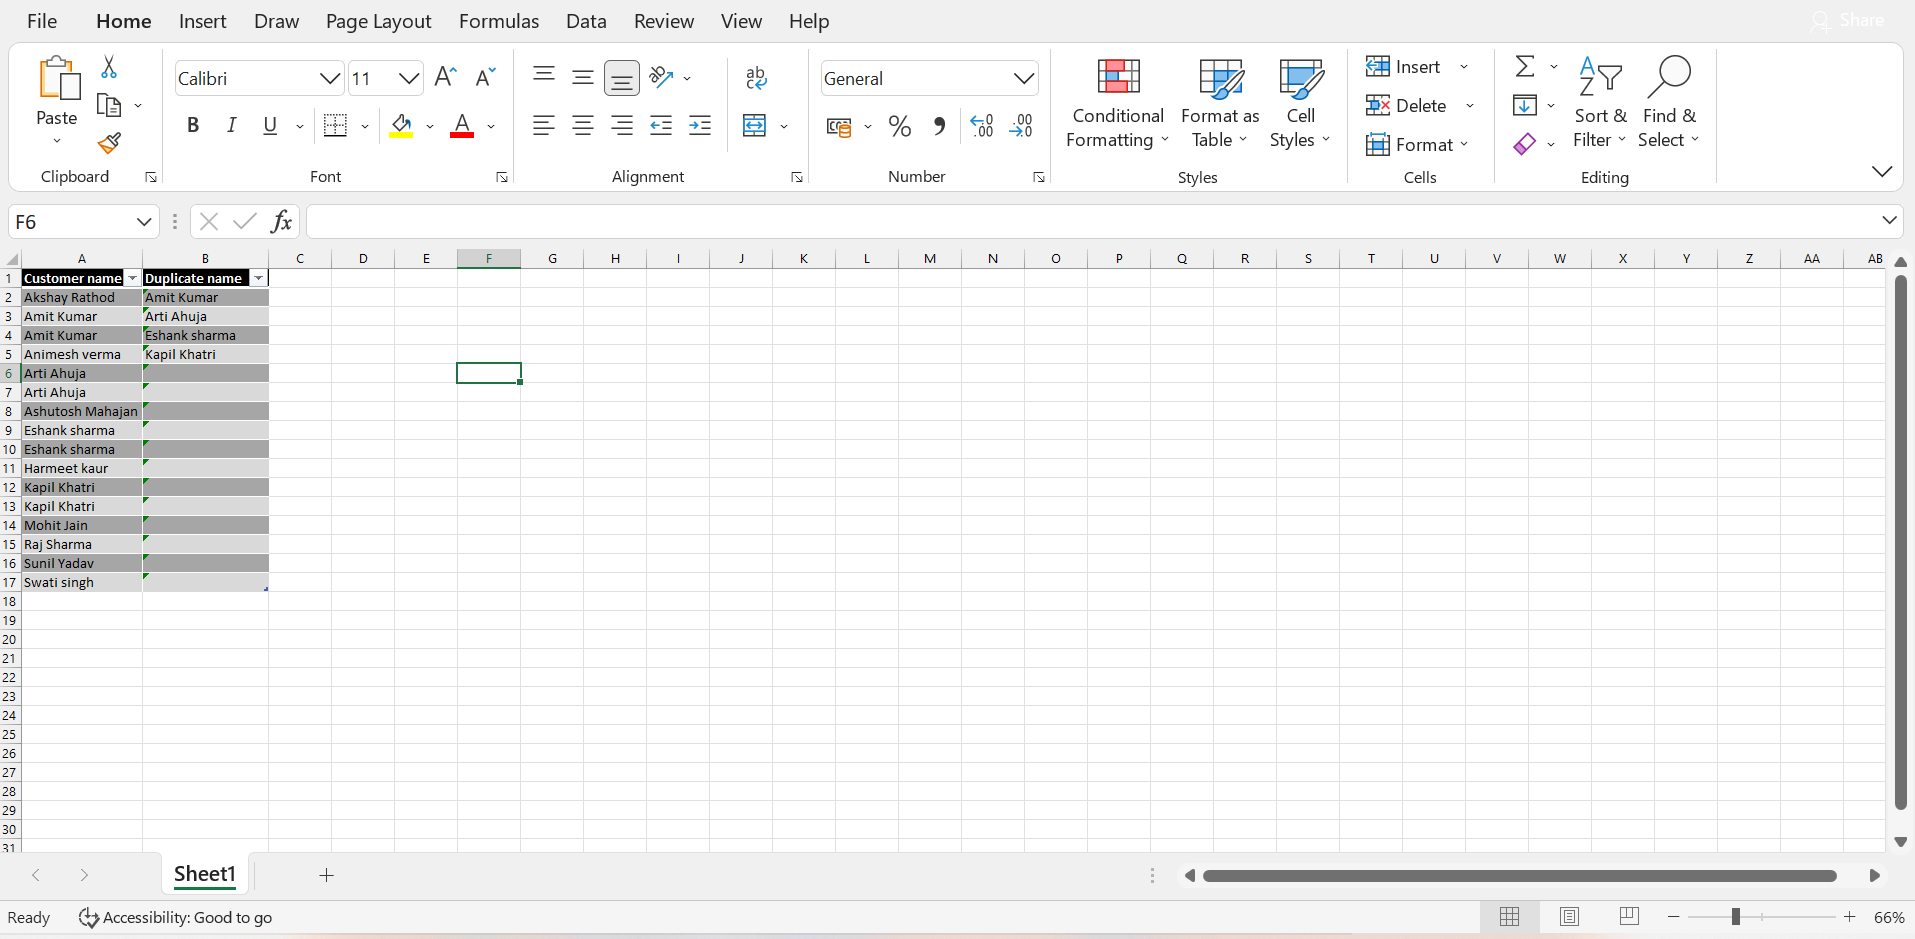 File Home Insert Draw Page Layout Formulas Data Review View Help Share
Calibri 11 General
Paste
B I U
Conditional Formatting
Format as Table
Cell Styles
Insert
Delete
Format
Sort & Filter
Find & Select
Clipboard Font Alignment Number Styles Cells Editing
F6 fx
A B C D E F G H I J K L M N O P Q R S T U V W X Y Z AA AB
1 Customer name Duplicate name
2 Akshay Rathod Amit Kumar
3 Amit Kumar Arti Ahuja
4 Amit Kumar Eshank sharma
5 Animesh verma Kapil Khatri
6 Arti Ahuja
7 Arti Ahuja
8 Ashutosh Mahajan
9 Eshank sharma
10 Eshank sharma
11 Harmeet kaur
12 Kapil Khatri
13 Kapil Khatri
14 Mohit Jain
15 Raj Sharma
16 Sunil Yadav
17 Swati singh
18
19
20
21
22
23
24
25
26
27
28
29
30
31
Sheet1
Ready Accessibility: Good to go 66%